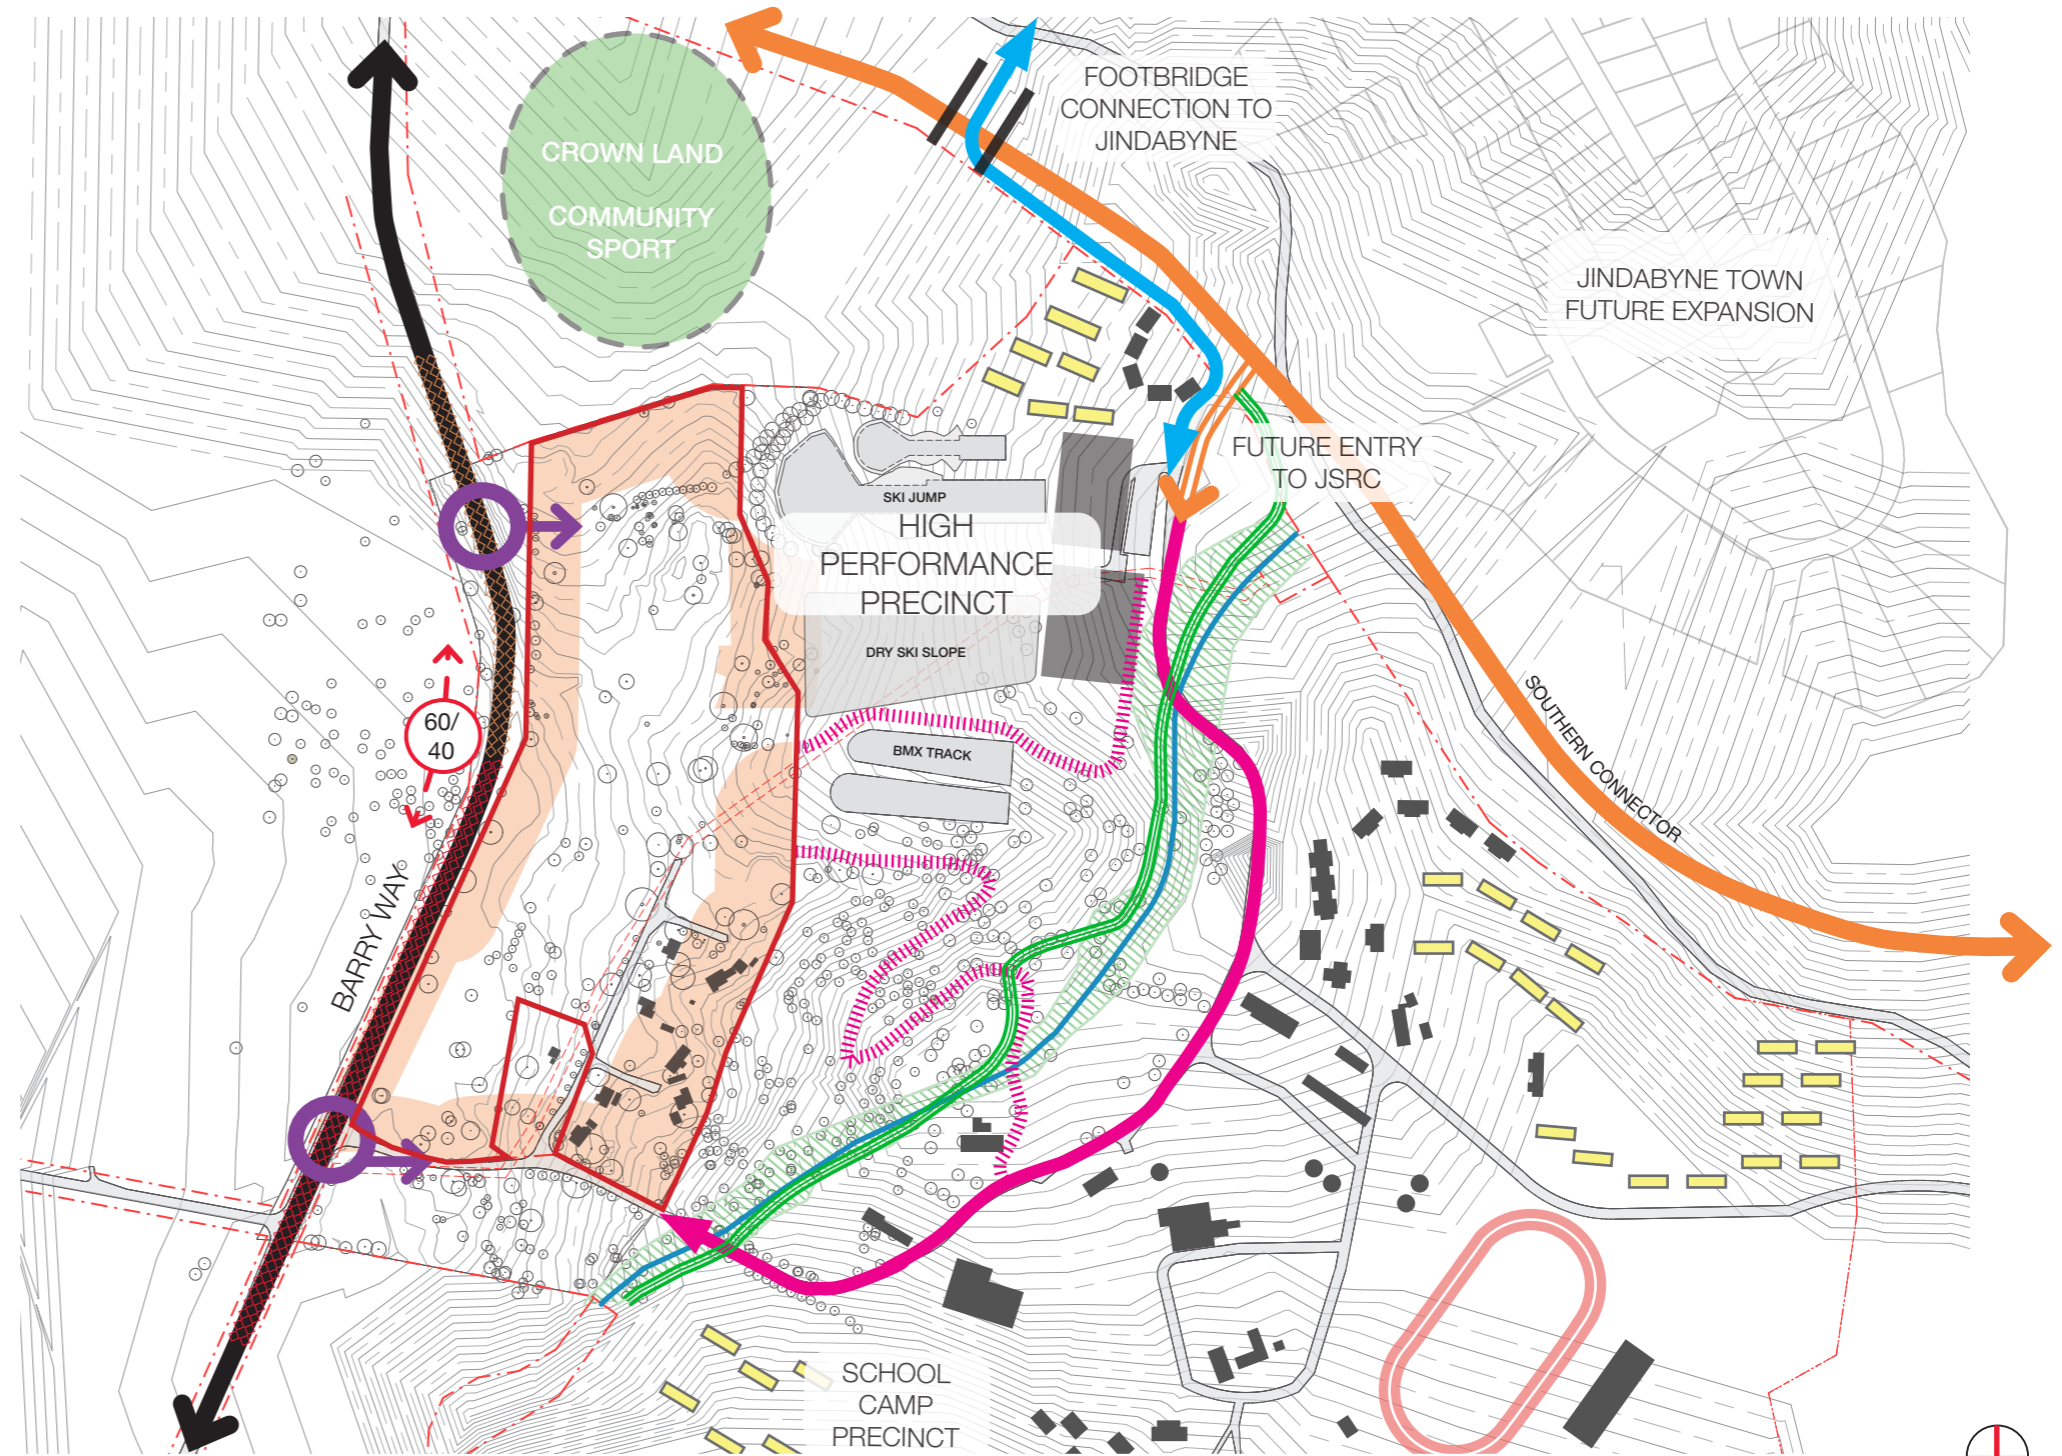 FOOTBRIDGE
CONNECTION TO
JINDABYNE
CROWN LAND
COMMUNITY
SPORT
JINDABYNE TOWN
FUTURE EXPANSION
FUTURE ENTRY
TO JSRC
SKI JUMP
HIGH
PERFORMANCE
PRECINCT
DRY SKI SLOPE
60/
40
BMX TRACK
SOUTHERN CONNECTOR
BARRY WAY
SCHOOL
CAMP
PRECINCT